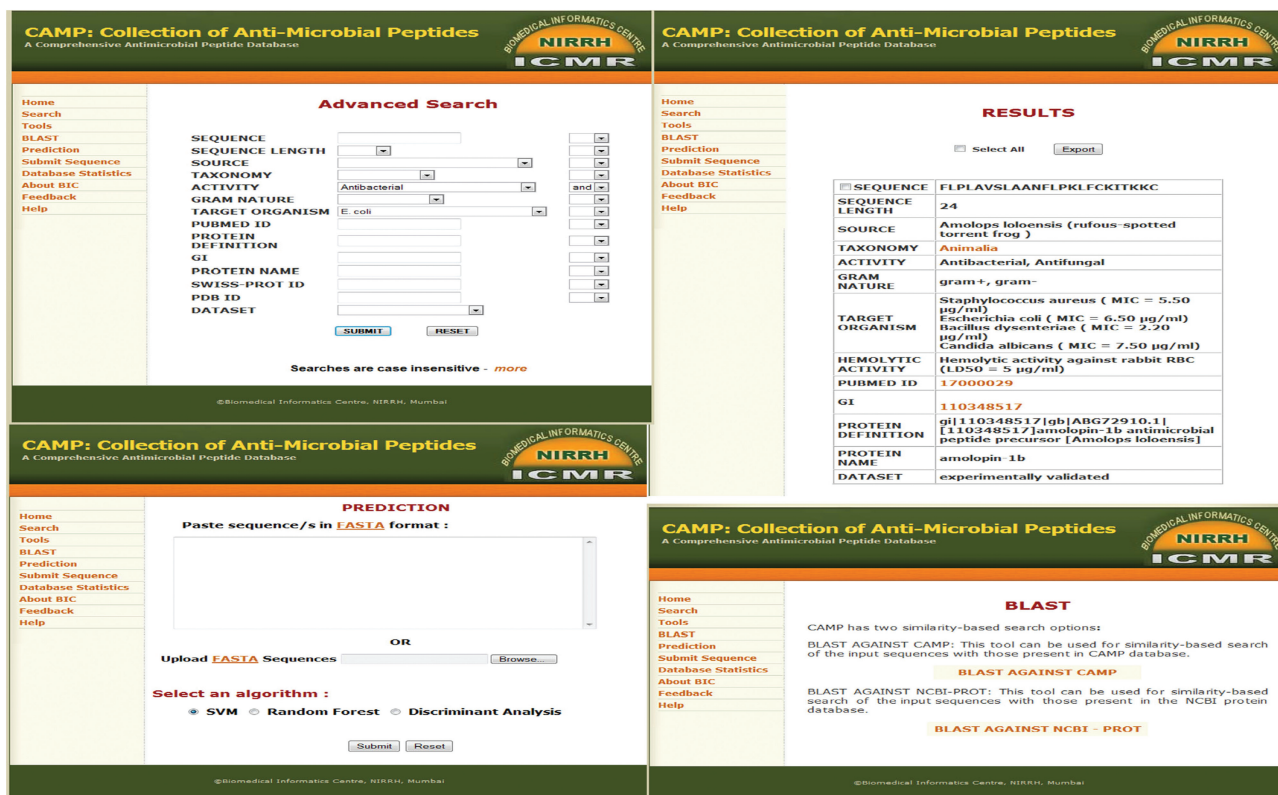 CAMP: Collection of Anti-Microbial Peptides
A Comprehensive Antimicrobial Peptide Database
BIOMEDICAL INFORMATICS CENTRE
NIRRH
ICMR
Home
Search
Tools
BLAST
Prediction
Submit Sequence
Database Statistics
About BIC
Feedback
Help
Advanced Search
SEQUENCE
SEQUENCE LENGTH
SOURCE
TAXONOMY
ACTIVITY Antibacterial and
GRAM NATURE
TARGET ORGANISM E. coli
PUBMED ID
PROTEIN
DEFINITION
GI
PROTEIN NAME
SWISS-PROT ID
PDB ID
DATASET
SUBMIT RESET
Searches are case insensitive - more
©Biomedical Informatics Centre, NIRRH, Mumbai
CAMP: Collection of Anti-Microbial Peptides
A Comprehensive Antimicrobial Peptide Database
BIOMEDICAL INFORMATICS CENTRE
NIRRH
ICMR
Home
Search
Tools
BLAST
Prediction
Submit Sequence
Database Statistics
About BIC
Feedback
Help
RESULTS
Select All Export
SEQUENCE FLPLAVSLAANFLPKLFCKITKKC
SEQUENCE
LENGTH
24
SOURCE
Amolops loloensis (rufous-spotted
torrent frog )
TAXONOMY Animalia
ACTIVITY Antibacterial, Antifungal
GRAM
NATURE
gram+, gram-
TARGET
ORGANISM
Staphylococcus aureus ( MIC = 5.50
µg/ml)
Escherichia coli ( MIC = 6.50 µg/ml)
Bacillus dysenteriae ( MIC = 2.20
µg/ml)
Candida albicans ( MIC = 7.50 µg/ml)
HEMOLYTIC
ACTIVITY
Hemolytic activity against rabbit RBC
(LD50 = 5 µg/ml)
PUBMED ID 17000029
GI 110348517
PROTEIN
DEFINITION
gi|110348517|gb|ABG72910.1|
[110348517]amolopin-1b antimicrobial
peptide precursor [Amolops loloensis]
PROTEIN
NAME
amolopin-1b
DATASET experimentally validated
CAMP: Collection of Anti-Microbial Peptides
A Comprehensive Antimicrobial Peptide Database
BIOMEDICAL INFORMATICS CENTRE
NIRRH
ICMR
Home
Search
Tools
BLAST
Prediction
Submit Sequence
Database Statistics
About BIC
Feedback
Help
PREDICTION
Paste sequence/s in FASTA format :
OR
Upload FASTA Sequences Browse...
Select an algorithm :
SVM Random Forest Discriminant Analysis
Submit Reset
©Biomedical Informatics Centre, NIRRH, Mumbai
CAMP: Collection of Anti-Microbial Peptides
A Comprehensive Antimicrobial Peptide Database
BIOMEDICAL INFORMATICS CENTRE
NIRRH
ICMR
Home
Search
Tools
BLAST
Prediction
Submit Sequence
Database Statistics
About BIC
Feedback
Help
BLAST
CAMP has two similarity-based search options:
BLAST AGAINST CAMP: This tool can be used for similarity-based search
of the input sequences with those present in CAMP database.
BLAST AGAINST CAMP
BLAST AGAINST NCBI-PROT: This tool can be used for similarity-based
search of the input sequences with those present in the NCBI protein
database.
BLAST AGAINST NCBI - PROT
©Biomedical Informatics Centre, NIRRH, Mumbai